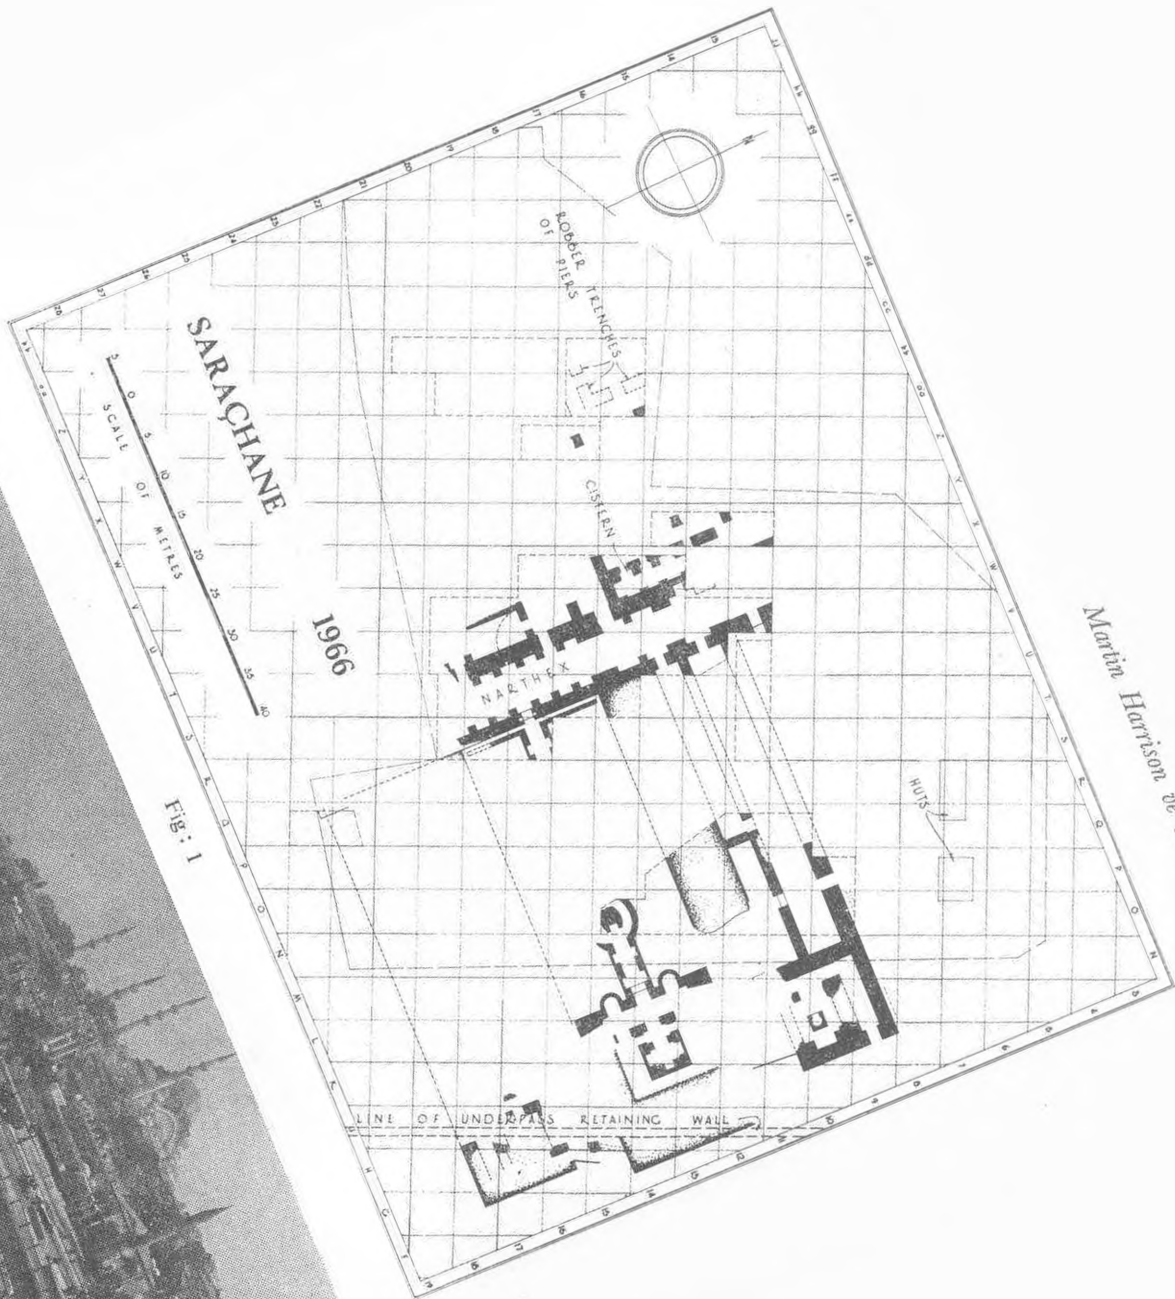 Martin Harrison ve
SARAÇHANE
1966
SCALE OF METRES
5 0 5 10 15 20 25 30 35 40
ROBBER TRENCHES
OF PIERS
CISTERN
NARTHEX
HUTS
LINE OF UNDERPASS RETAINING WALL
N
Fig: 1